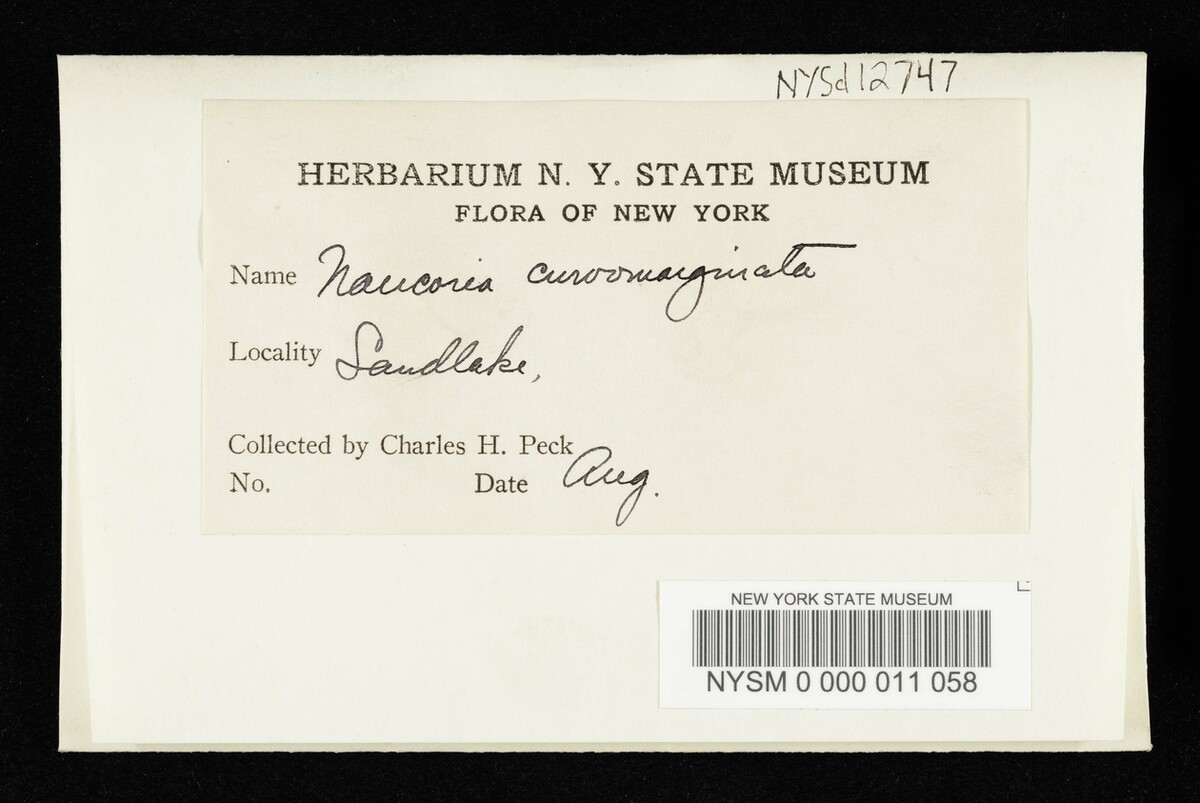 NYSd12747
HERBARIUM N. Y. STATE MUSEUM
FLORA OF NEW YORK
Name Naucoria curvomarginata
Locality Sandlake,
Collected by Charles H. Peck
No. Date Aug.
NEW YORK STATE MUSEUM
NYSM 0 000 011 058